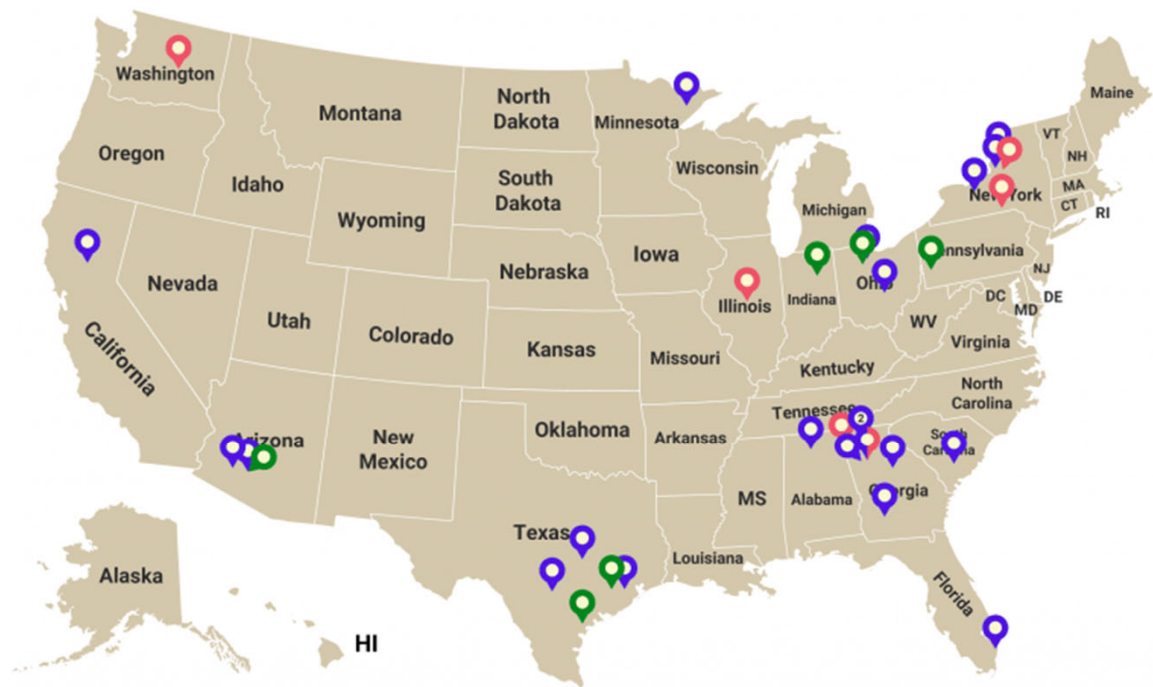 Washington
Montana
North
Dakota
Minnesota
Maine
Oregon
Idaho
Wyoming
South
Dakota
Wisconsin
Michigan
VT
NH
New York
MA
CT
RI
Nevada
Utah
Colorado
Nebraska
Iowa
Illinois
Indiana
Ohio
nnsylvania
NJ
DC
MD
DE
California
Kansas
Missouri
Kentucky
WV
Virginia
Arizona
New
Mexico
Oklahoma
Arkansas
Tennessee
2
North
Carolina
South
Carolina
Texas
Louisiana
MS
Alabama
Georgia
Florida
Alaska
HI